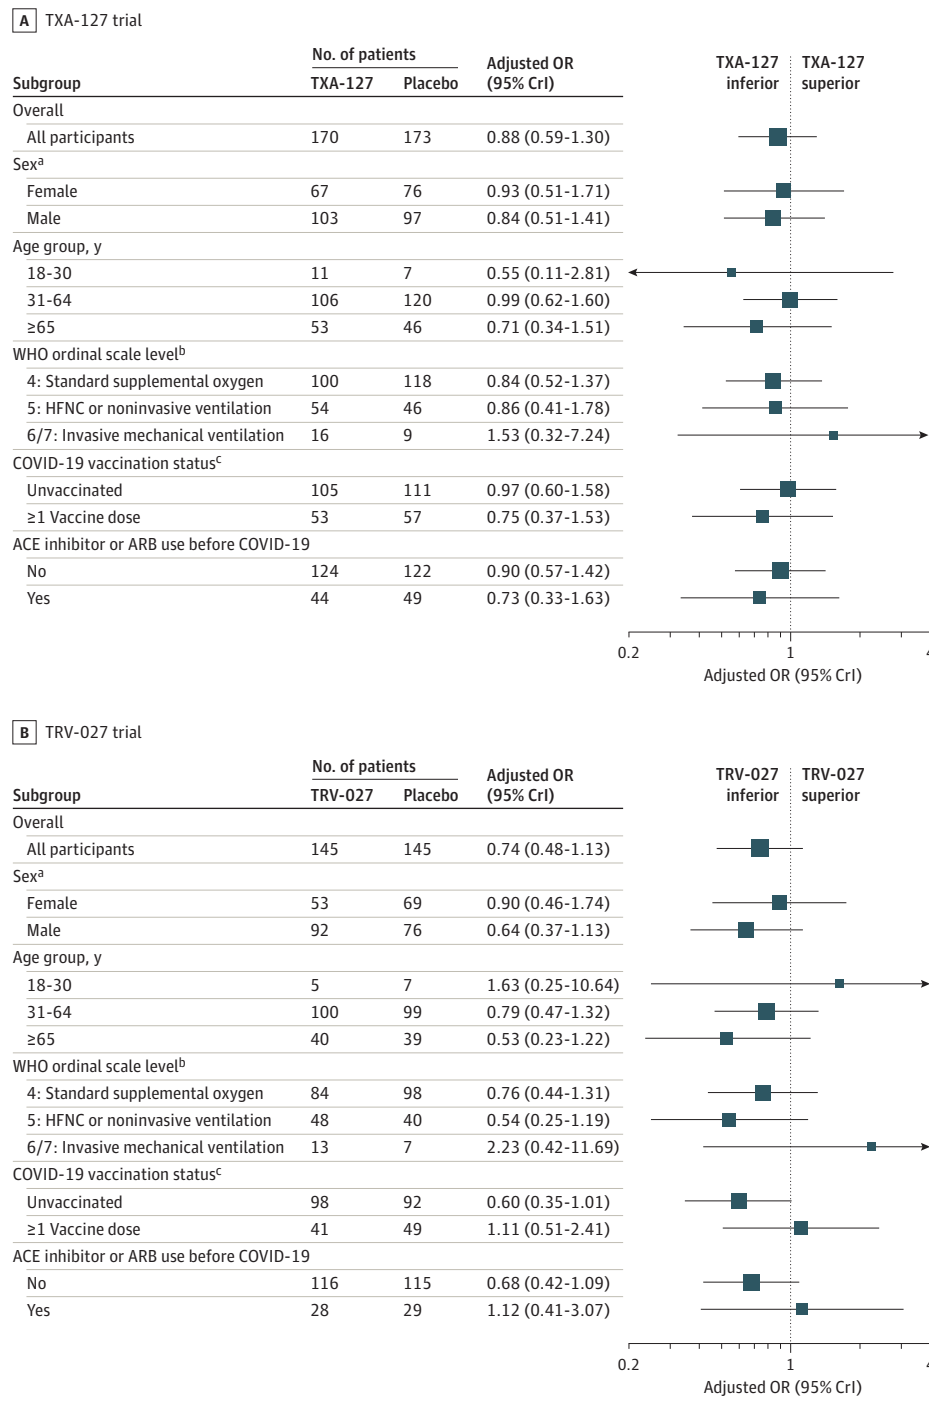 A TXA-127 trial
No. of patients
Adjusted OR
TXA-127 TXA-127
Subgroup TXA-127 Placebo (95% CrI) inferior superior
Overall
All participants 170 173 0.88 (0.59-1.30)
Sexᵃ
Female 67 76 0.93 (0.51-1.71)
Male 103 97 0.84 (0.51-1.41)
Age group, y
18-30 11 7 0.55 (0.11-2.81)
31-64 106 120 0.99 (0.62-1.60)
≥65 53 46 0.71 (0.34-1.51)
WHO ordinal scale levelᵇ
4: Standard supplemental oxygen 100 118 0.84 (0.52-1.37)
5: HFNC or noninvasive ventilation 54 46 0.86 (0.41-1.78)
6/7: Invasive mechanical ventilation 16 9 1.53 (0.32-7.24)
COVID-19 vaccination statusᶜ
Unvaccinated 105 111 0.97 (0.60-1.58)
≥1 Vaccine dose 53 57 0.75 (0.37-1.53)
ACE inhibitor or ARB use before COVID-19
No 124 122 0.90 (0.57-1.42)
Yes 44 49 0.73 (0.33-1.63)
0.2 1
Adjusted OR (95% CrI)
B TRV-027 trial
No. of patients
Adjusted OR
TRV-027 TRV-027
Subgroup TRV-027 Placebo (95% CrI) inferior superior
Overall
All participants 145 145 0.74 (0.48-1.13)
Sexᵃ
Female 53 69 0.90 (0.46-1.74)
Male 92 76 0.64 (0.37-1.13)
Age group, y
18-30 5 7 1.63 (0.25-10.64)
31-64 100 99 0.79 (0.47-1.32)
≥65 40 39 0.53 (0.23-1.22)
WHO ordinal scale levelᵇ
4: Standard supplemental oxygen 84 98 0.76 (0.44-1.31)
5: HFNC or noninvasive ventilation 48 40 0.54 (0.25-1.19)
6/7: Invasive mechanical ventilation 13 7 2.23 (0.42-11.69)
COVID-19 vaccination statusᶜ
Unvaccinated 98 92 0.60 (0.35-1.01)
≥1 Vaccine dose 41 49 1.11 (0.51-2.41)
ACE inhibitor or ARB use before COVID-19
No 116 115 0.68 (0.42-1.09)
Yes 28 29 1.12 (0.41-3.07)
0.2 1
Adjusted OR (95% CrI)